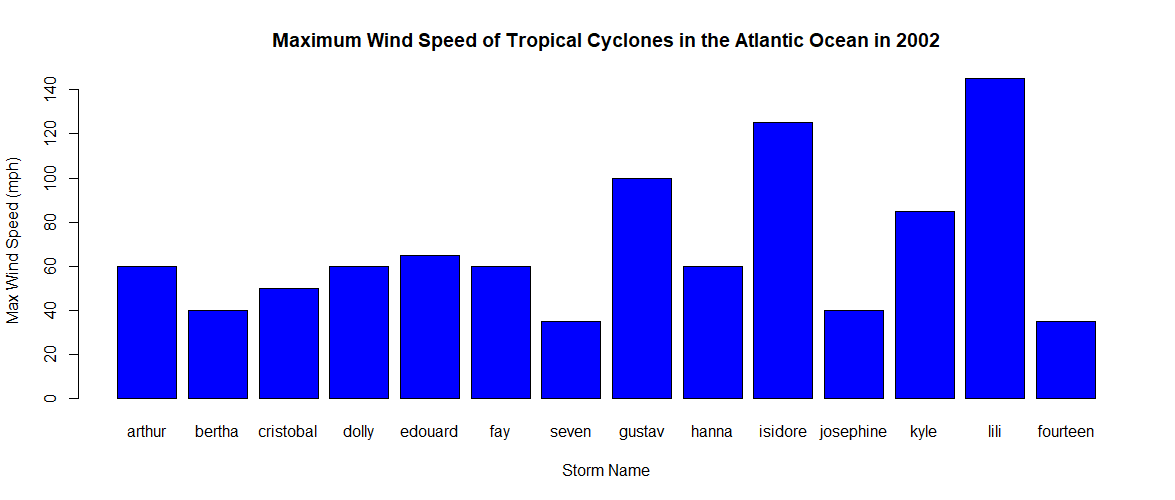 Maximum Wind Speed of Tropical Cyclones in the Atlantic Ocean in 2002
Max Wind Speed (mph)
140
120
100
80
60
40
20
0
arthur bertha cristobal dolly edouard fay seven gustav hanna isidore josephine kyle lili fourteen
Storm Name